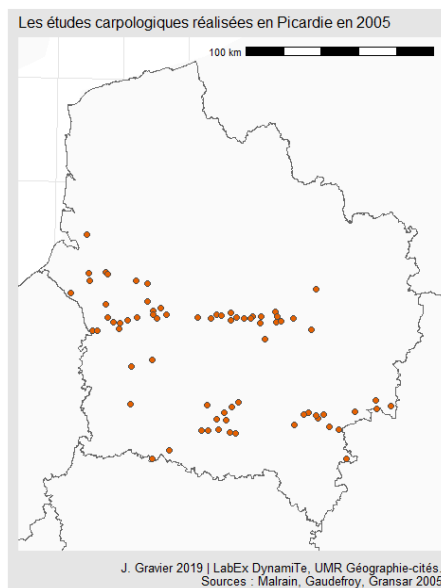 Les études carpologiques réalisées en Picardie en 2005
100 km
J. Gravier 2019 | LabEx DynamiTe, UMR Géographie-cités.
Sources : Malrain, Gaudefroy, Gransar 2005